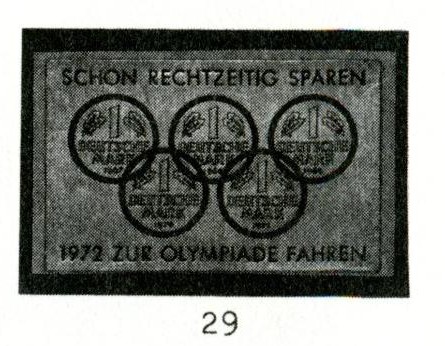 SCHON RECHTZEITIG SPAREN
1 1 1
DEUTSCHE DEUTSCHE DEUTSCHE
MARK MARK MARK
1 1
DEUTSCHE DEUTSCHE
MARK MARK
1972 ZUR OLYMPIADE FAHREN
29